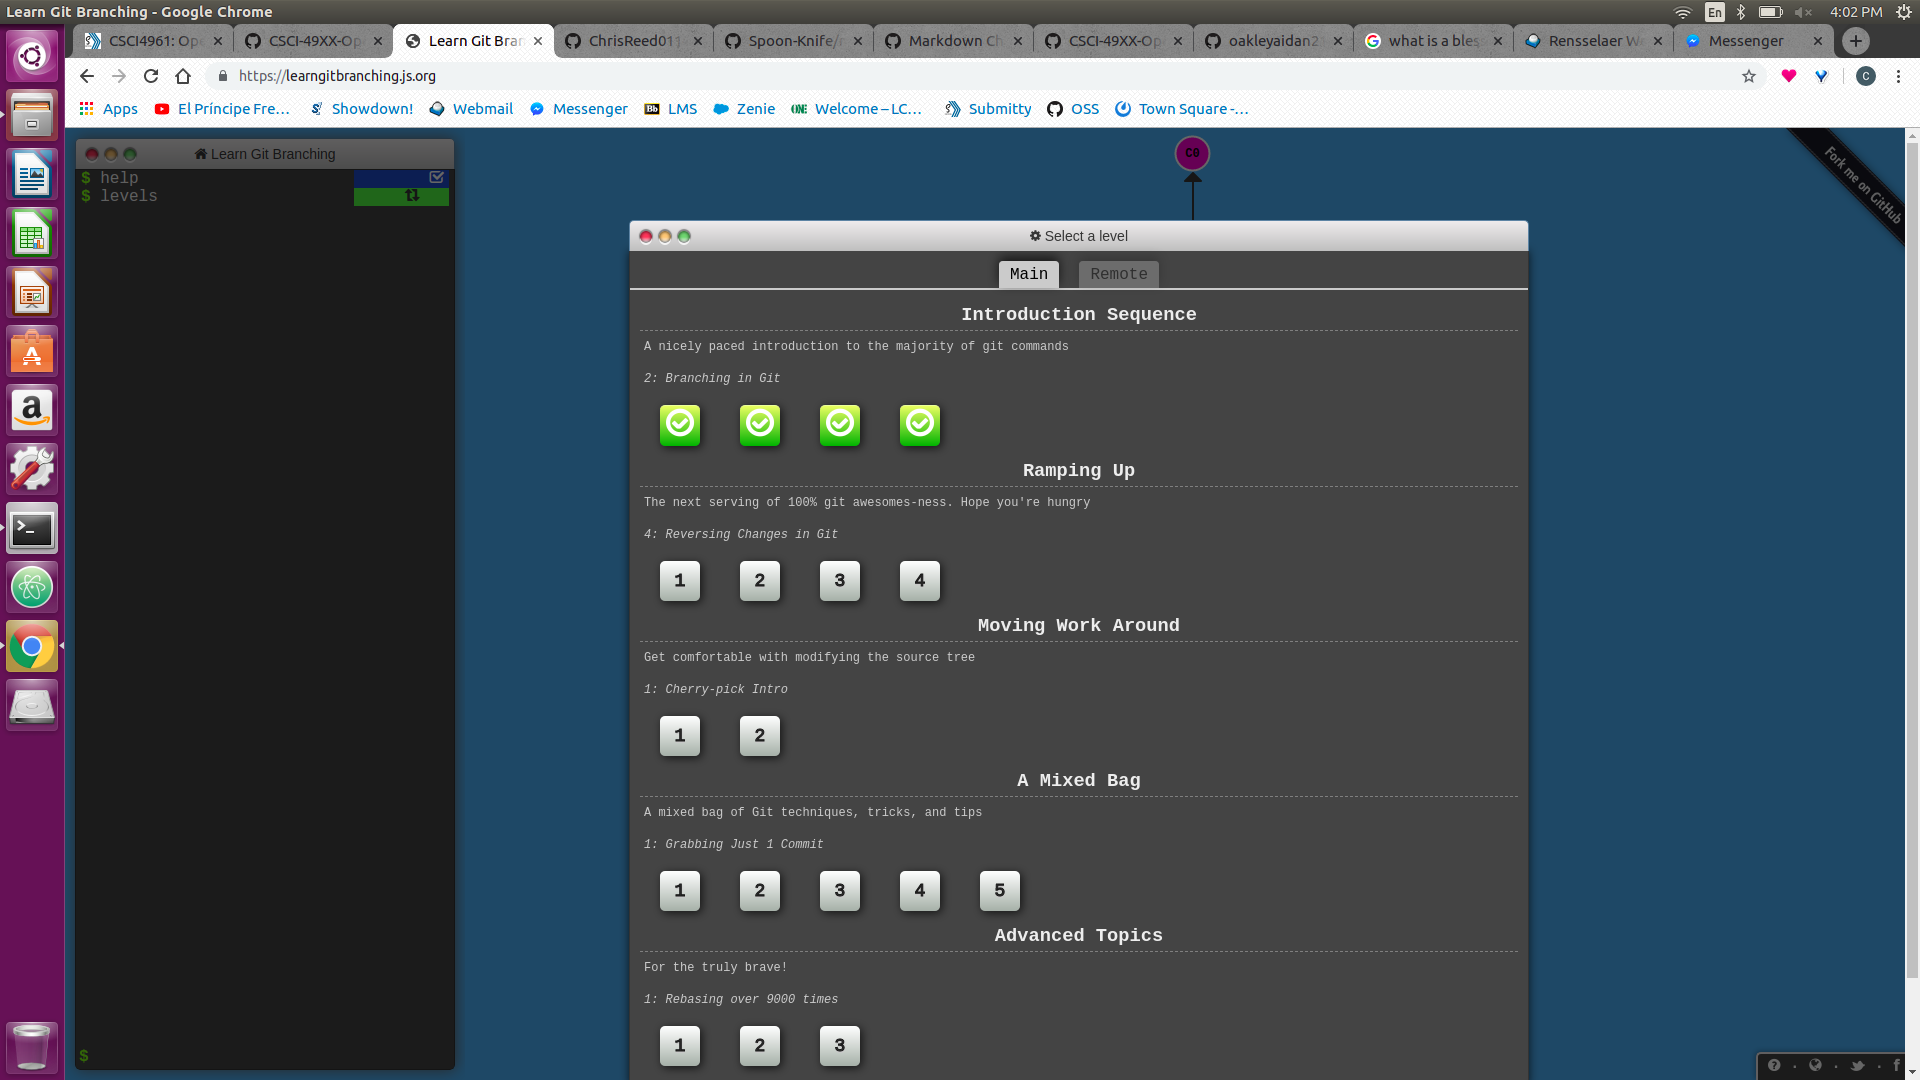 Learn Git Branching - Google Chrome
En
4:02 PM
CSCI4961: Ope
CSCI-49XX-Op
Learn Git Bran
ChrisReed011
Spoon-Knife/
Markdown Ch
CSCI-49XX-Op
oakleyaidan2
what is a bles
Rensselaer W
Messenger
https://learngitbranching.js.org
C
Apps
El Príncipe Fre...
Showdown!
Webmail
Messenger
Bb
LMS
Zenie
Welcome – LC...
Submitty
OSS
Town Square -...
Learn Git Branching
$ help
$ levels
$
C0
Fork me on GitHub
Select a level
Main
Remote
Introduction Sequence
A nicely paced introduction to the majority of git commands
2: Branching in Git
Ramping Up
The next serving of 100% git awesomes-ness. Hope you're hungry
4: Reversing Changes in Git
1 2 3 4
Moving Work Around
Get comfortable with modifying the source tree
1: Cherry-pick Intro
1 2
A Mixed Bag
A mixed bag of Git techniques, tricks, and tips
1: Grabbing Just 1 Commit
1 2 3 4 5
Advanced Topics
For the truly brave!
1: Rebasing over 9000 times
1 2 3